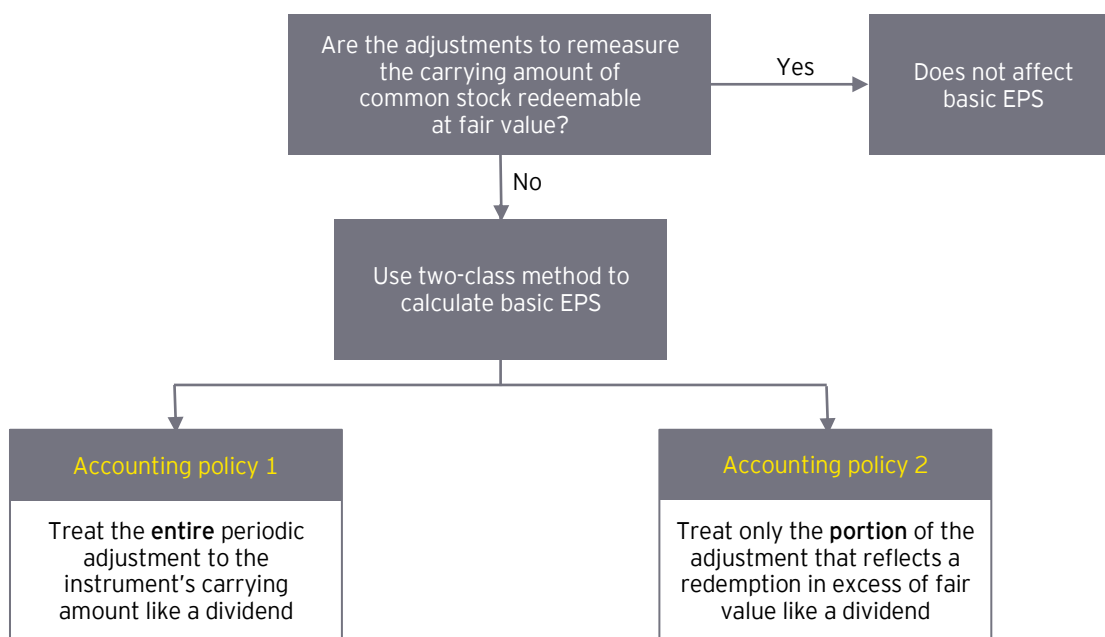 Are the adjustments to remeasure
the carrying amount of
common stock redeemable
at fair value?
Yes
Does not affect
basic EPS
No
Use two-class method to
calculate basic EPS
Accounting policy 1
Treat the entire periodic
adjustment to the
instrument's carrying
amount like a dividend
Accounting policy 2
Treat only the portion of the
adjustment that reflects a
redemption in excess of fair
value like a dividend